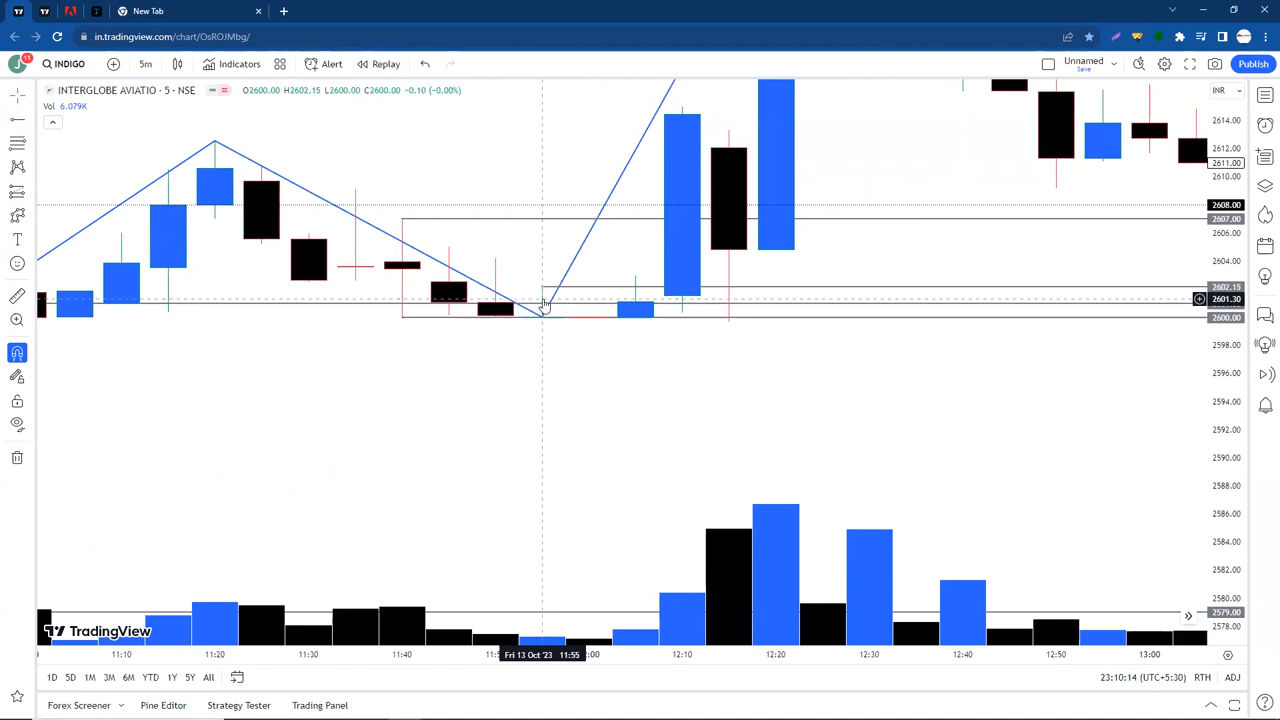 New Tab
in.tradingview.com/chart/OsROJMbg/
J 11 INDIGO 5m Indicators Alert Replay Unnamed Save Publish
INTERGLOBE AVIATIO · 5 · NSE O2600.00 H2602.15 L2600.00 C2600.00 -0.10 (-0.00%) INR
Vol 6.079K
2614.00
2612.00
2611.00
2610.00
2608.00
2607.00
2606.00
2604.00
2602.15
2601.30
2600.00
2598.00
2596.00
2594.00
2592.00
2590.00
2588.00
2586.00
2584.00
2582.00
2580.00
2579.00
2578.00
TradingView
11:10 11:20 11:30 11:40 Fri 13 Oct '23 11:55 12:10 12:20 12:30 12:40 12:50 13:00
1D 5D 1M 3M 6M YTD 1Y 5Y All 23:10:14 (UTC+5:30) RTH ADJ
Forex Screener Pine Editor Strategy Tester Trading Panel